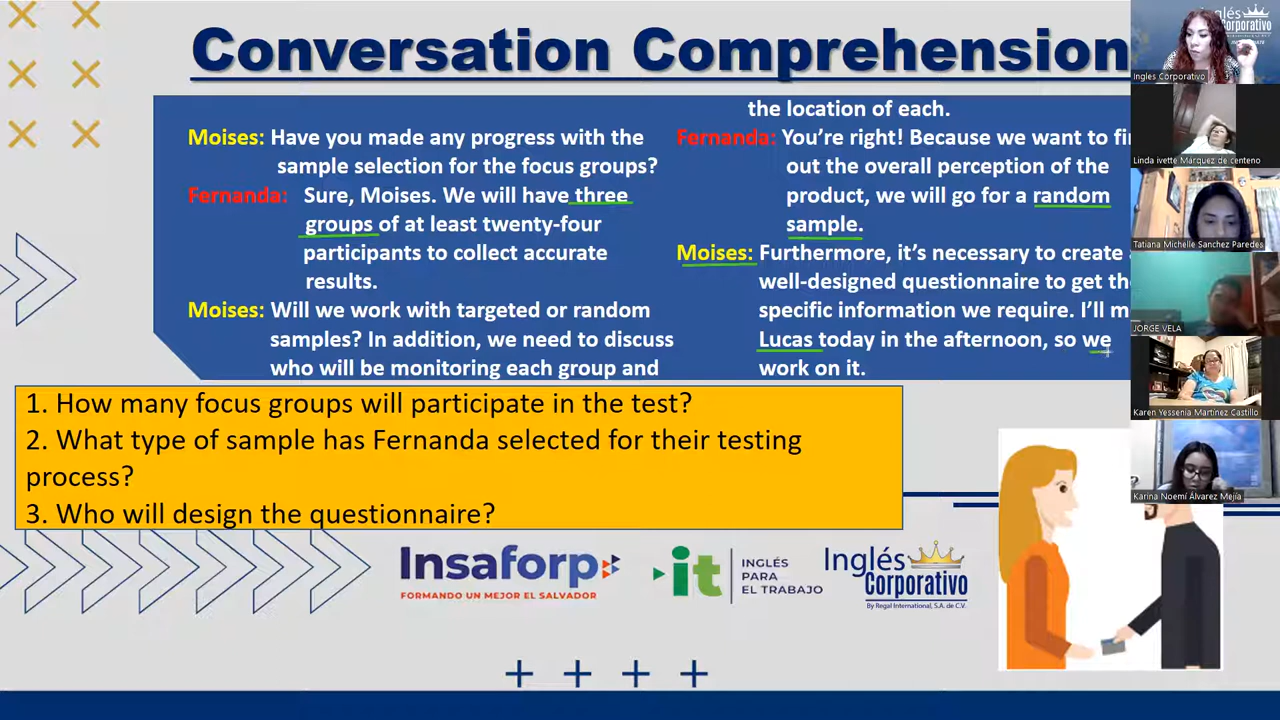 Conversation Comprehension
Moises: Have you made any progress with the
sample selection for the focus groups?
Fernanda: Sure, Moises. We will have three
groups of at least twenty-four
participants to collect accurate
results.
Moises: Will we work with targeted or random
samples? In addition, we need to discuss
who will be monitoring each group and
the location of each.
Fernanda: You're right! Because we want to
out the overall perception of the
product, we will go for a random
sample.
Moises: Furthermore, it's necessary to create
well-designed questionnaire to get
specific information we require. I'll
Lucas today in the afternoon, so we
work on it.
1. How many focus groups will participate in the test?
2. What type of sample has Fernanda selected for their testing
process?
3. Who will design the questionnaire?
Insaforp
FORMANDO UN MEJOR EL SALVADOR
it
INGLÉS
PARA
EL TRABAJO
Inglés
Corporativo
By Regal International, S.A. de C.V.
Inglés
Corporativo
Ingles Corporativo
Linda ivette Márquez de centeno
Tatiana Michelle Sanchez Paredes
JORGE VELA
Karen Yessenia Martínez Castillo
Karina Noemí Álvarez Mejía